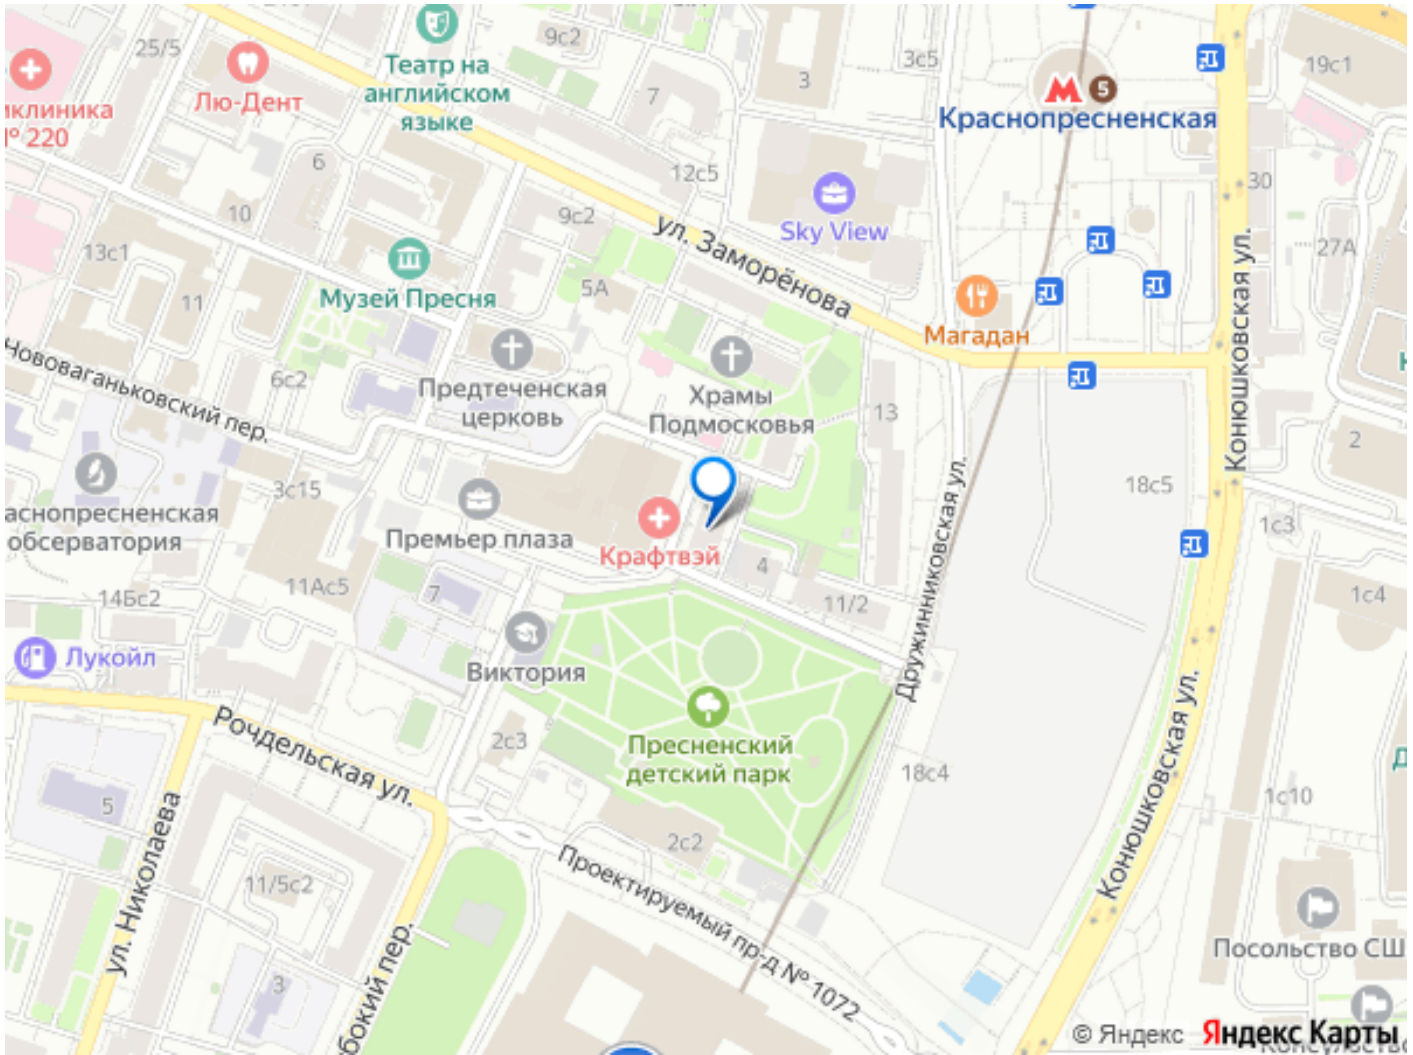 25/5
Театр на
английском
языке
9с2
3
3с5
5
Краснопресненская
19с1
иклиника
№ 220
Лю-Дент
7
6
12с5
30
10
9с2
ул. Заморёнова
Sky View
27А
13с1
11
Музей Пресня
5А
Магадан
Конюшковская ул.
Нововаганьковский пер.
6с2
Предтеченская
церковь
Храмы
Подмосковья
13
2
аснопресненская
обсерватория
3с15
Премьер плаза
Крафтвэй
18с5
1с3
Дружинниковская ул.
14Бс2
11Ас5
7
4
11/2
1с4
Лукойл
Виктория
Рочдельская ул.
2с3
Пресненский
детский парк
18с4
Конюшковская ул.
1с10
5
ул. Николаева
2с2
11/5с2
Проектируемый пр-д № 1072
3
бокий пер.
Посольство СШ
© Яндекс Яндекс Карты